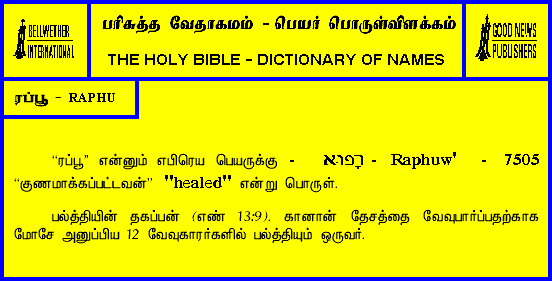 BELLWETHER
INTERNATIONAL
பரிசுத்த வேதாகமம் - பெயர் பொருள்விளக்கம்
THE HOLY BIBLE - DICTIONARY OF NAMES
GOOD NEWS
PUBLISHERS
ரப்பூ - RAPHU
“ரப்பூ” என்னும் எபிரெய பெயருக்கு - רָפוּא - Raphuw' - 7505
“குணமாக்கப்பட்டவன்” "healed" என்று பொருள்.
பல்த்தியின் தகப்பன் (எண் 13:9). கானான் தேசத்தை வேவுபார்ப்பதற்காக
மோசே அனுப்பிய 12 வேவுகாரர்களில் பல்த்தியும் ஒருவர்.